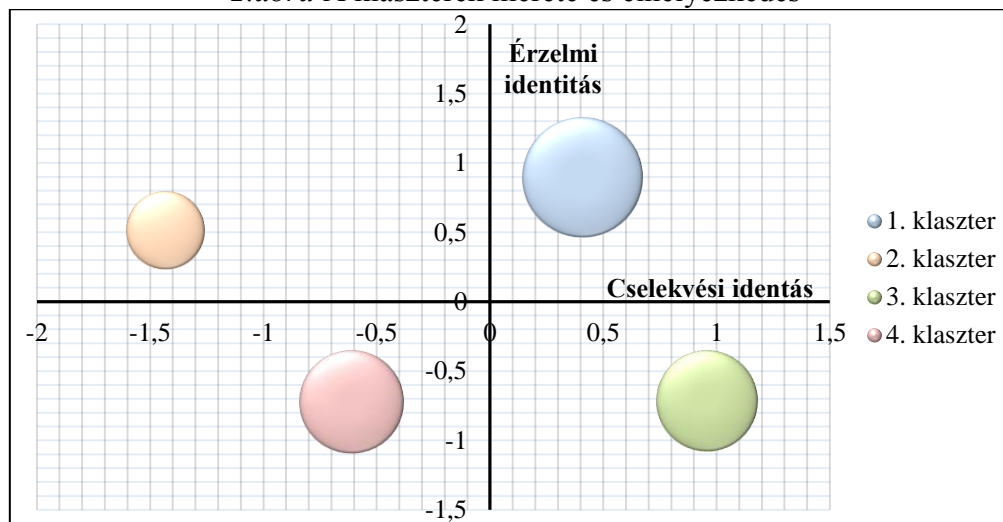 2
Érzelmi
identitás
1,5
1
0,5
Cselekvési identás
0
-2 -1,5 -1 -0,5 0 0,5 1 1,5
-0,5
-1
-1,5
1. klaszter
2. klaszter
3. klaszter
4. klaszter